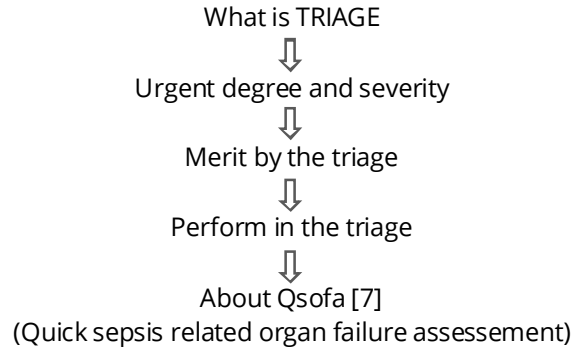 What is TRIAGE
Urgent degree and severity
Merit by the triage
Perform in the triage
About Qsofa [7]
(Quick sepsis related organ failure assessement)